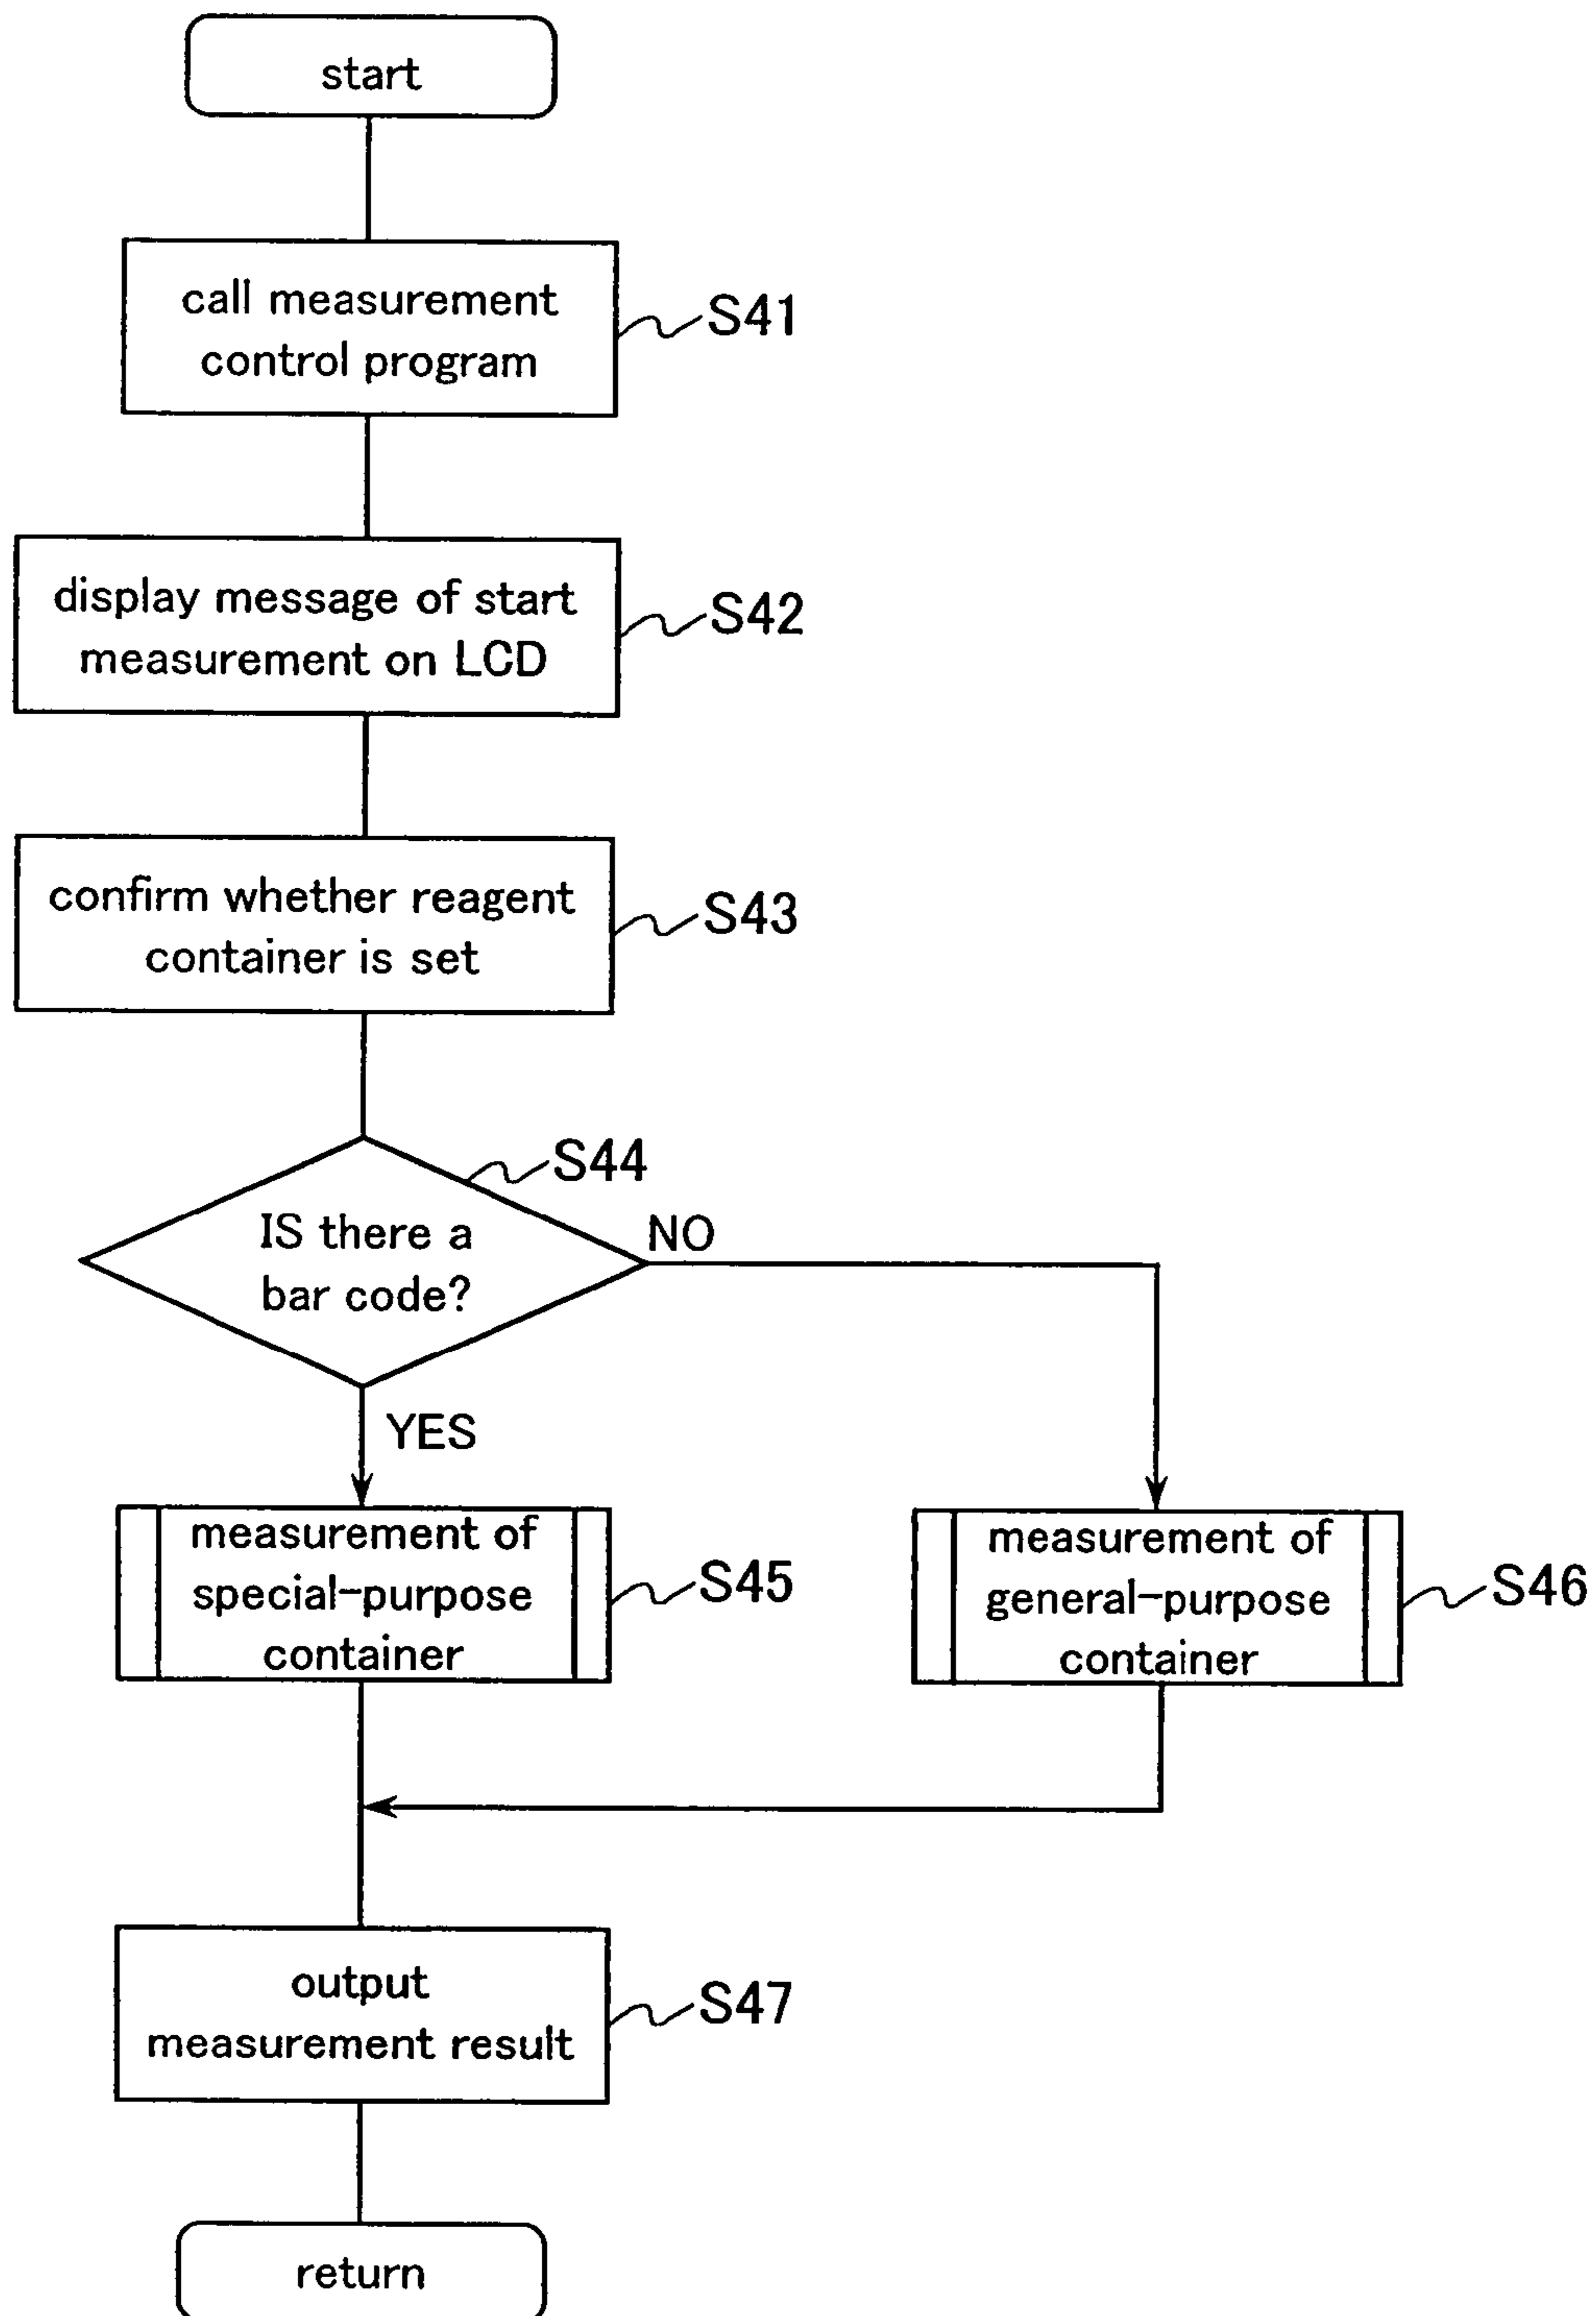 start
call measurement
control program
S41
display message of start
measurement on LCD
S42
confirm whether reagent
container is set
S43
S44
IS there a
bar code?
NO
YES
measurement of
special-purpose
container
S45
measurement of
general-purpose
container
S46
output
measurement result
S47
return